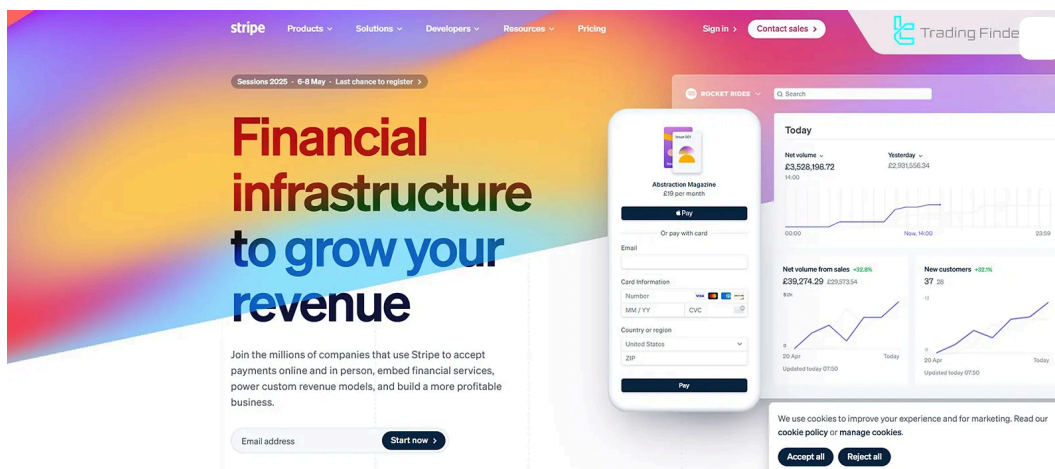 stripe
Products
Solutions
Developers
Resources
Pricing
Sign in
Contact sales
Trading Finde
Sessions 2025 · 6-8 May · Last chance to register
Financial
infrastructure
to grow your
revenue
Join the millions of companies that use Stripe to accept
payments online and in person, embed financial services,
power custom revenue models, and build a more profitable
business.
Email address
Start now
Abstraction Magazine
£19 per month
Pay
Or pay with card
Email
Card Information
Number
VISA
MM / YY
CVC
Country or region
United States
ZIP
Pay
ROCKET RIDES
Search
Today
Net volume
Yesterday
£3,528,198.72
£2,931,556.34
14:00
00:00
Now, 14:00
23:59
Net volume from sales +32.8%
£39,274.29 £29,573.54
0
20 Apr
Today
Updated today 07:50
New customers +32.1%
37 28
0
20 Apr
Today
Updated today 07:50
We use cookies to improve your experience and for marketing. Read our
cookie policy or manage cookies.
Accept all
Reject all